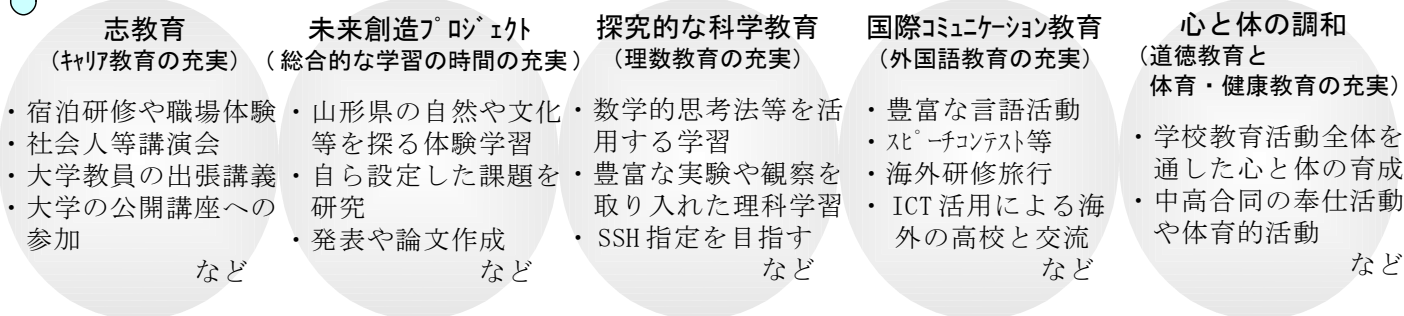 志教育
(ｷｬﾘｱ教育の充実)
・宿泊研修や職場体験
・社会人等講演会
・大学教員の出張講義
・大学の公開講座への
参加
など
未来創造ﾌﾟﾛｼﾞｪｸﾄ
(総合的な学習の時間の充実)
・山形県の自然や文化
等を探る体験学習
・自ら設定した課題を
研究
・発表や論文作成
など
探究的な科学教育
(理数教育の充実)
・数学的思考法等を活
用する学習
・豊富な実験や観察を
取り入れた理科学習
・SSH指定を目指す
など
国際ｺﾐｭﾆｹｰｼｮﾝ教育
(外国語教育の充実)
・豊富な言語活動
・ｽﾋﾟｰﾁｺﾝﾃｽﾄ等
・海外研修旅行
・ICT活用による海
外の高校と交流
など
心と体の調和
(道徳教育と
体育・健康教育の充実)
・学校教育活動全体を
通した心と体の育成
・中高合同の奉仕活動
や体育的活動
など